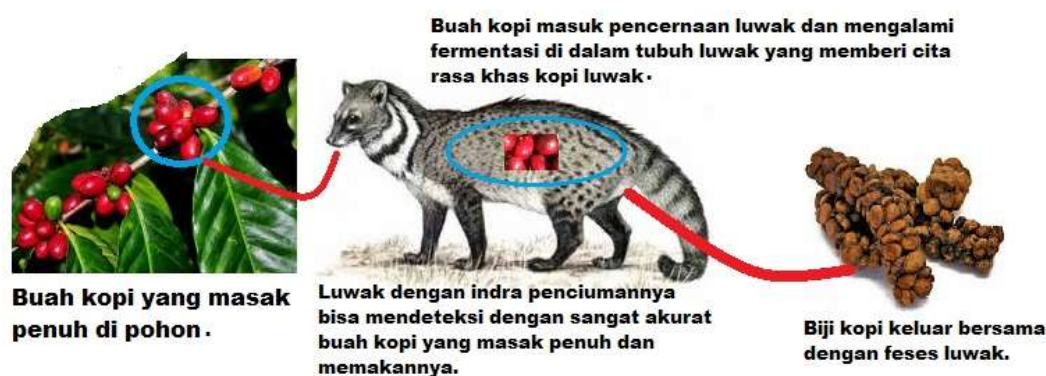 Buah kopi masuk pencernaan luwak dan mengalami
fermentasi di dalam tubuh luwak yang memberi cita
rasa khas kopi luwak.
Buah kopi yang masak
penuh di pohon.
Luwak dengan indra penciumannya
bisa mendeteksi dengan sangat akurat
buah kopi yang masak penuh dan
memakannya.
Biji kopi keluar bersama
dengan feses luwak.